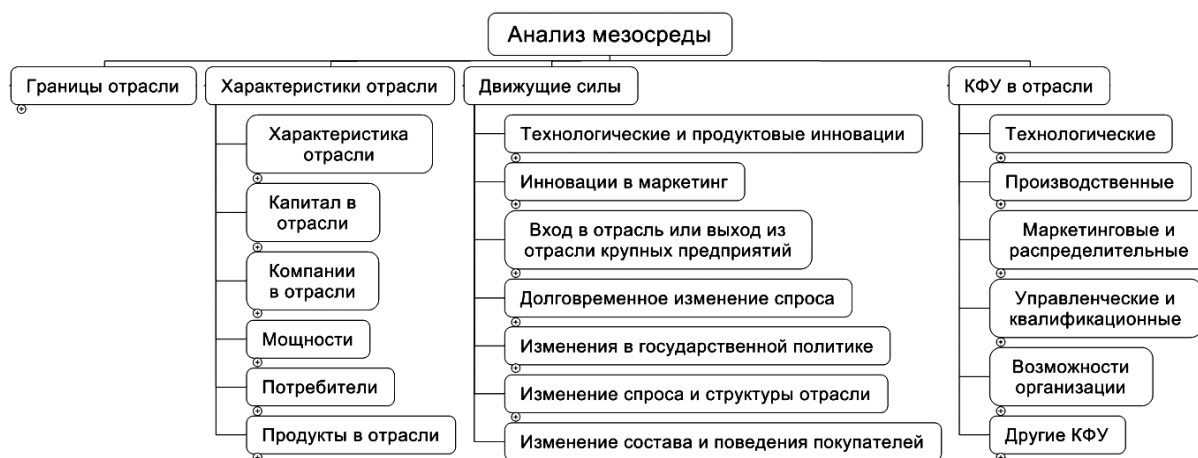 Анализ мезосреды
Границы отрасли
Характеристики отрасли
Характеристика
отрасли
Капитал в
отрасли
Компании
в отрасли
Мощности
Потребители
Продукты в отрасли
Движущие силы
Технологические и продуктовые инновации
Инновации в маркетинг
Вход в отрасль или выход из
отрасли крупных предприятий
Долговременное изменение спроса
Изменения в государственной политике
Изменение спроса и структуры отрасли
Изменение состава и поведения покупателей
КФУ в отрасли
Технологические
Производственные
Маркетинговые и
распределительные
Управленческие и
квалификационные
Возможности
организации
Другие КФУ